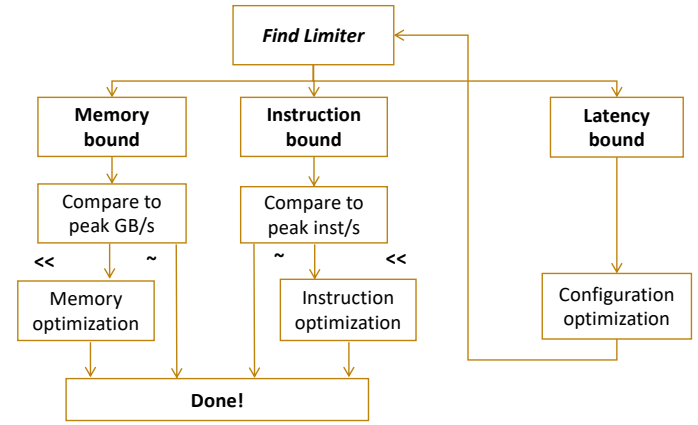 Find Limiter
Memory
bound
Instruction
bound
Latency
bound
Compare to
peak GB/s
Compare to
peak inst/s
<<
~
~
<<
Memory
optimization
Instruction
optimization
Configuration
optimization
Done!